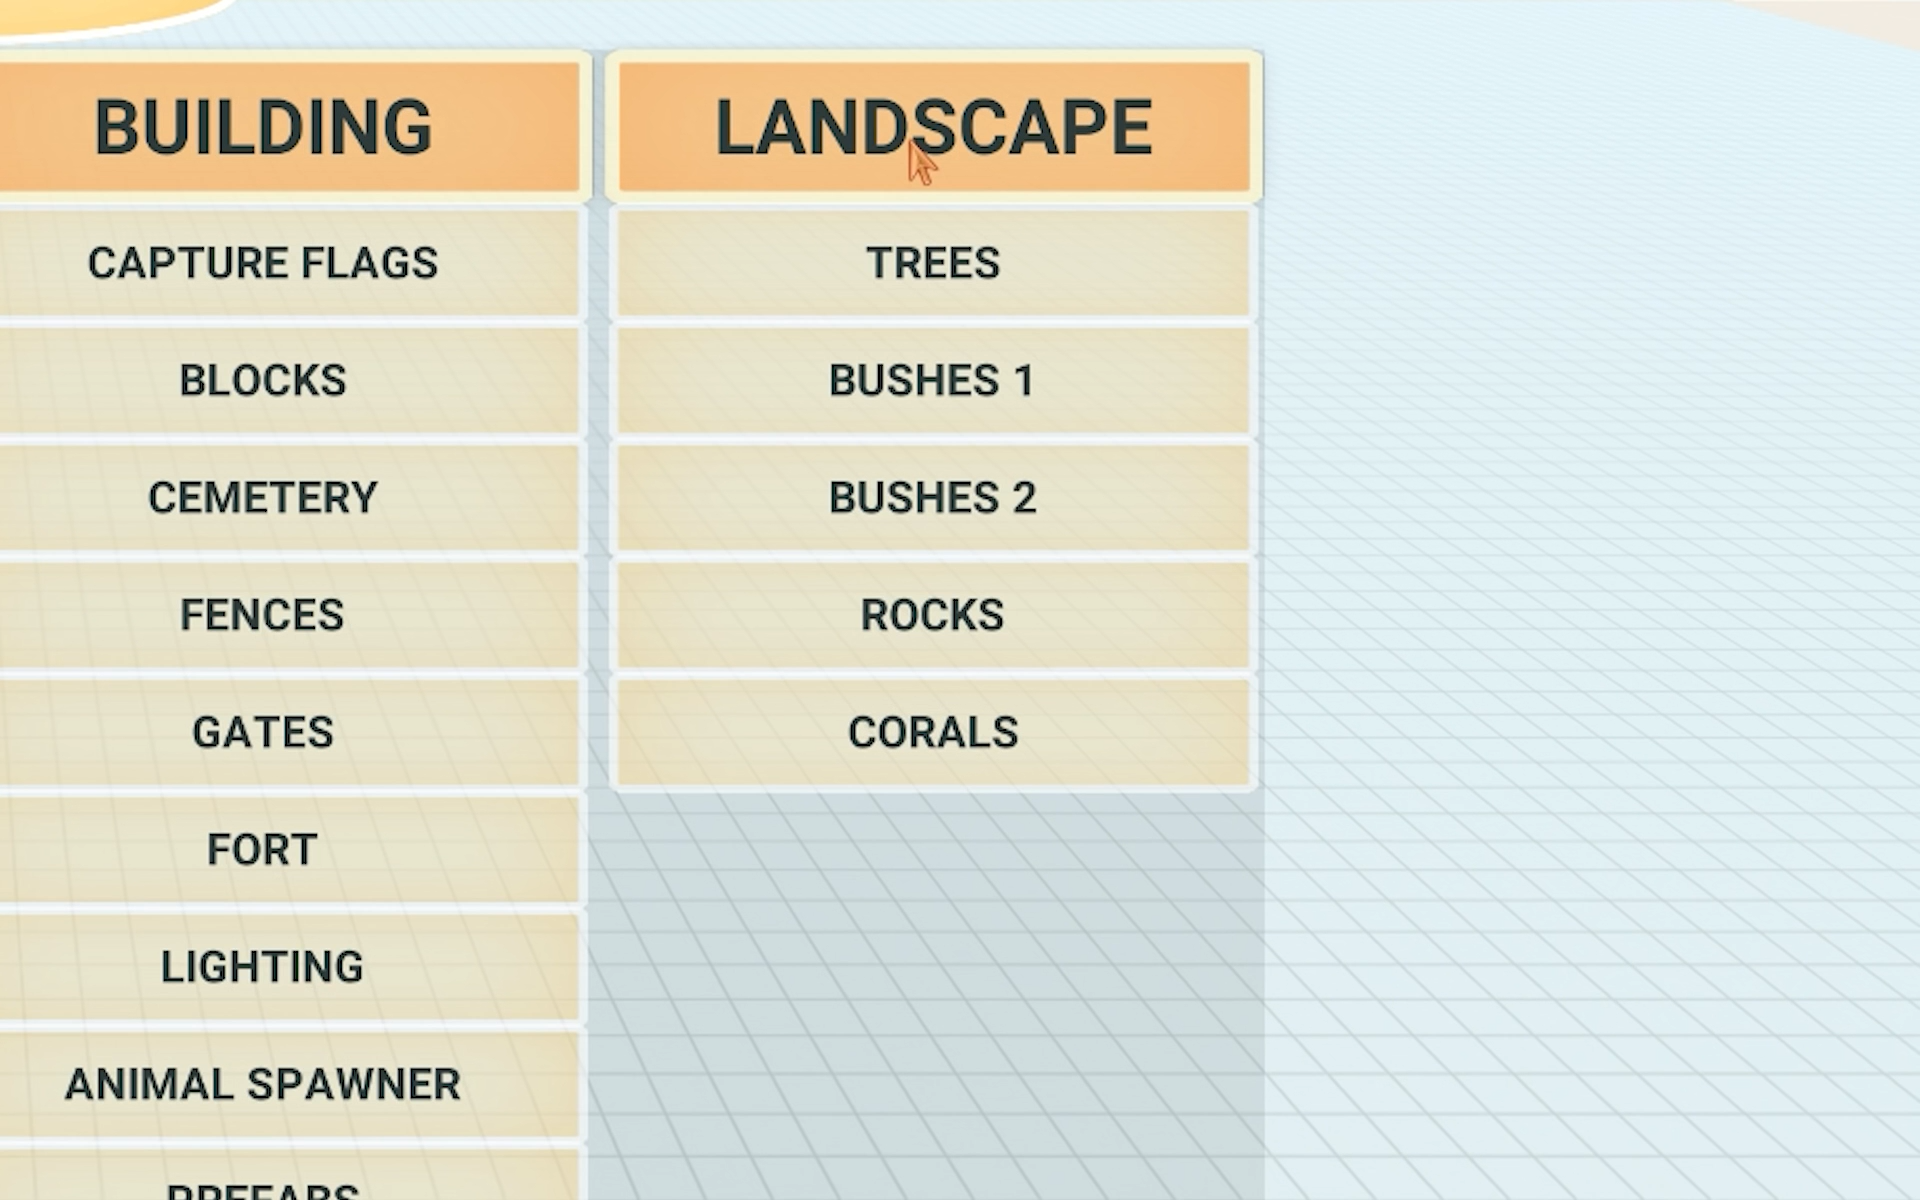 BUILDING
CAPTURE FLAGS
BLOCKS
CEMETERY
FENCES
GATES
FORT
LIGHTING
ANIMAL SPAWNER
PREFABS
LANDSCAPE
TREES
BUSHES 1
BUSHES 2
ROCKS
CORALS